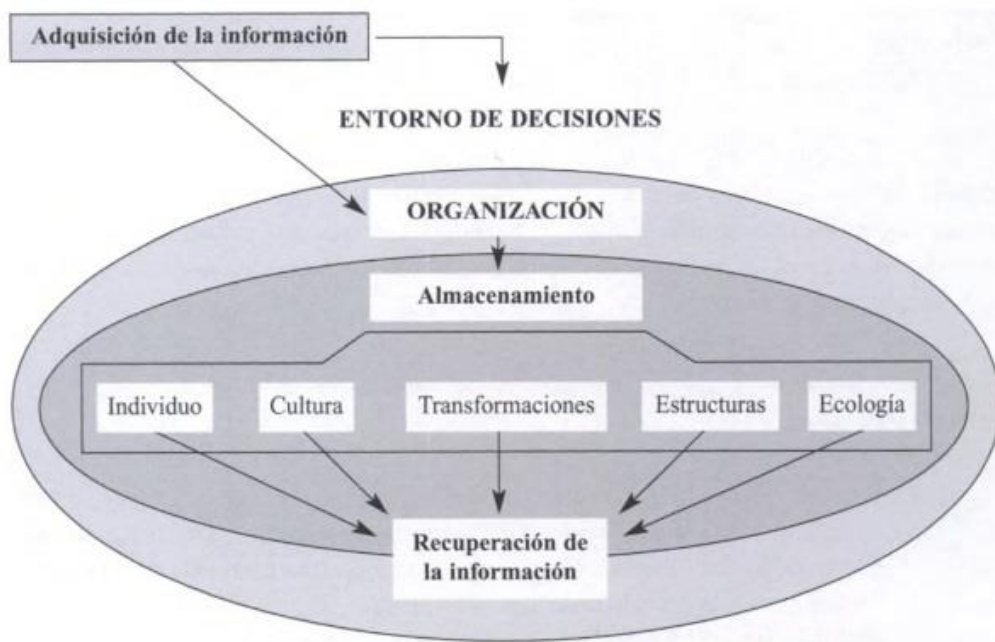 Adquisición de la información
ENTORNO DE DECISIONES
ORGANIZACIÓN
Almacenamiento
Individuo
Cultura
Transformaciones
Estructuras
Ecología
Recuperación de
la información